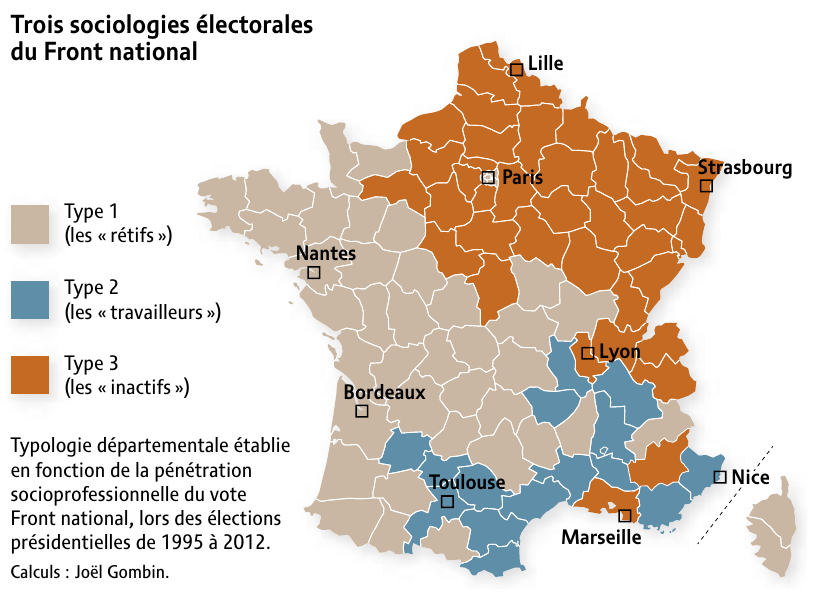 Trois sociologies électorales
du Front national
Lille
Strasbourg
Paris
Type 1
(les « rétifs »)
Nantes
Type 2
(les « travailleurs »)
Type 3
(les « inactifs »)
Lyon
Bordeaux
Typologie départementale établie
en fonction de la pénétration
socioprofessionnelle du vote
Front national, lors des élections
présidentielles de 1995 à 2012.
Calculs : Joël Gombin.
Toulouse
Nice
Marseille